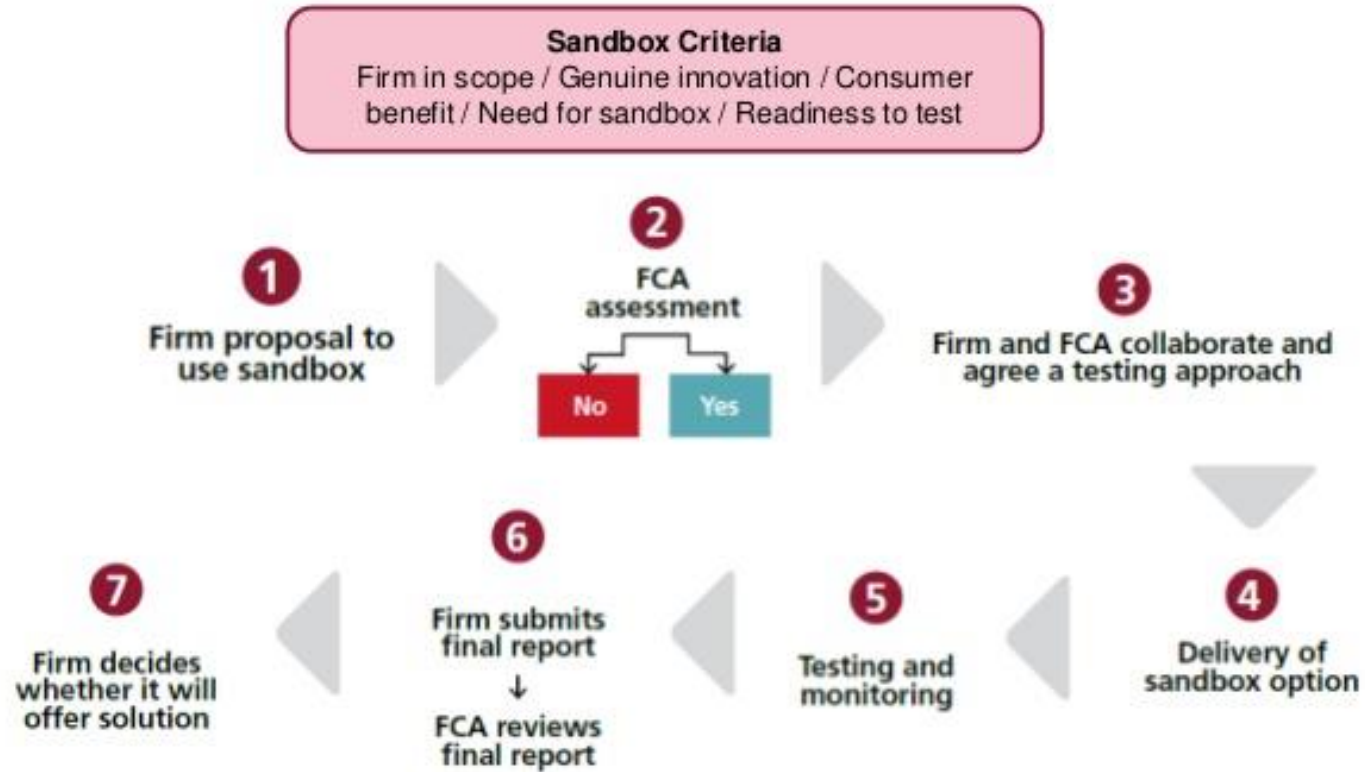 Sandbox Criteria
Firm in scope / Genuine innovation / Consumer
benefit / Need for sandbox / Readiness to test
1
Firm proposal to
use sandbox
2
FCA
assessment
No
Yes
3
Firm and FCA collaborate and
agree a testing approach
4
Delivery of
sandbox option
5
Testing and
monitoring
6
Firm submits
final report
↓
FCA reviews
final report
7
Firm decides
whether it will
offer solution